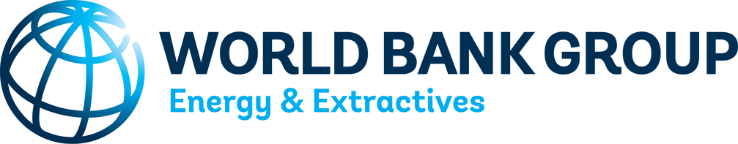 WORLD BANK GROUP
Energy & Extractives